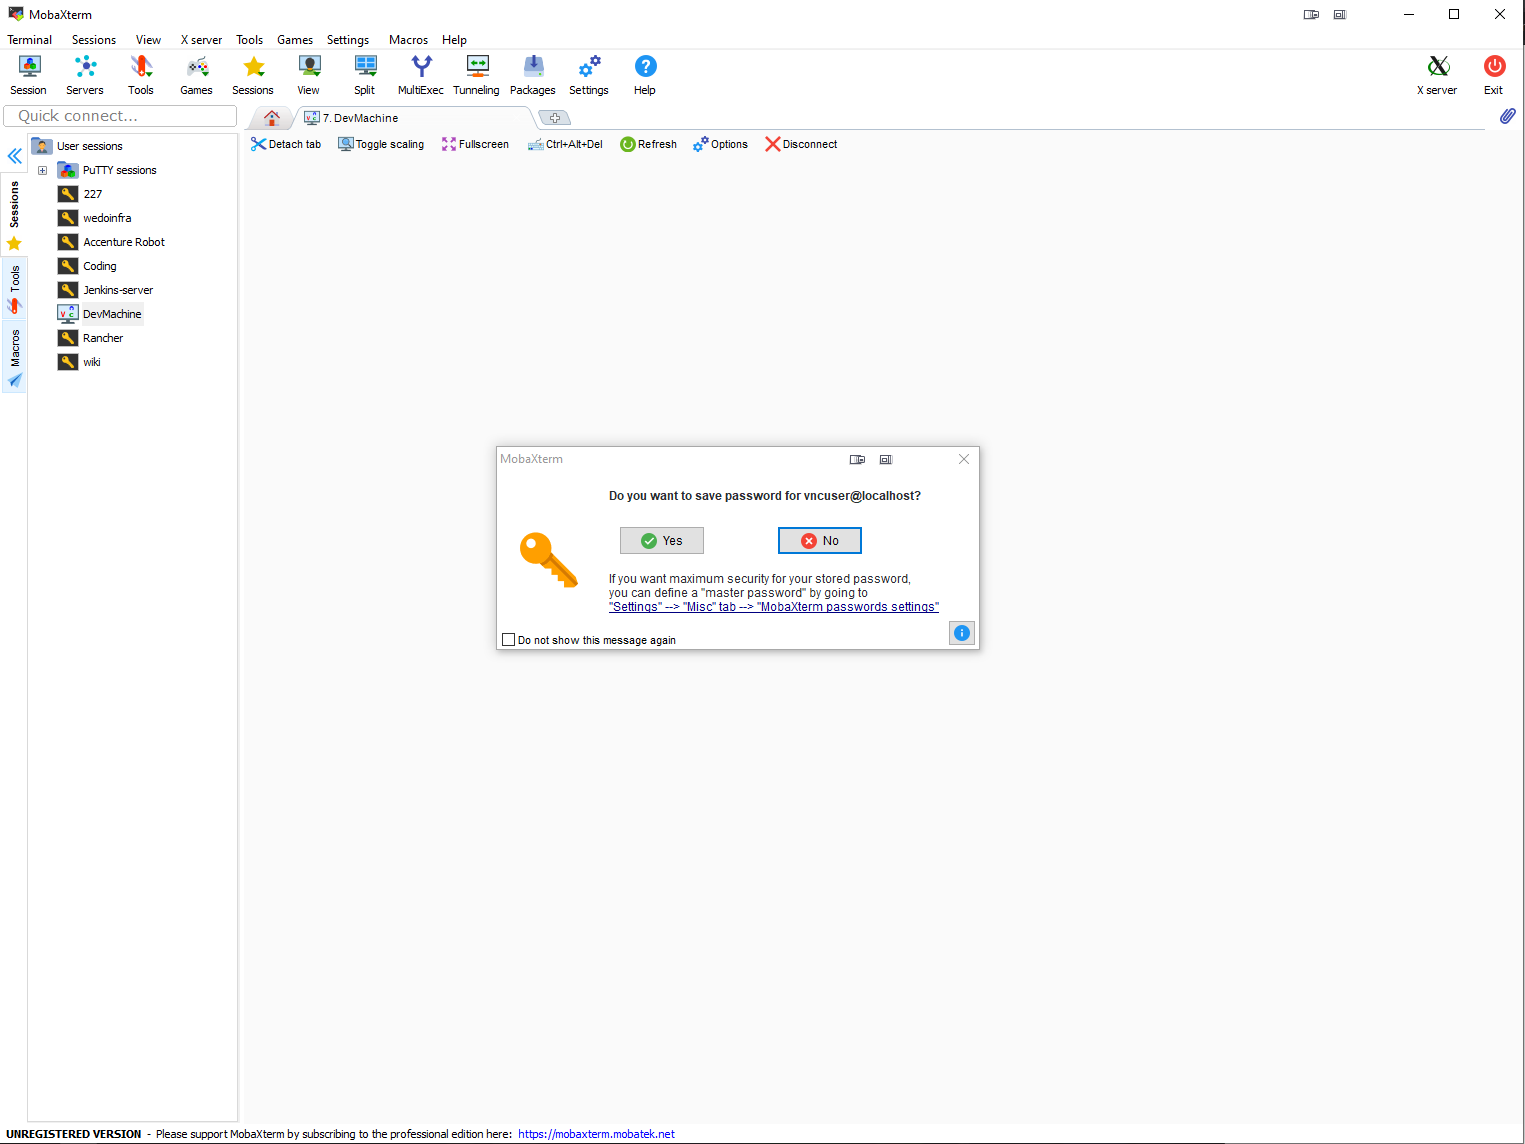 MobaXterm
Terminal Sessions View X server Tools Games Settings Macros Help
Session Servers Tools Games Sessions View Split MultiExec Tunneling Packages Settings Help X server Exit
Quick connect...
7. DevMachine
Detach tab Toggle scaling Fullscreen Ctrl+Alt+Del Refresh Options Disconnect
Sessions
Tools
Macros
User sessions
PuTTY sessions
227
wedoinfra
Accenture Robot
Coding
Jenkins-server
DevMachine
Rancher
wiki
MobaXterm
Do you want to save password for vncuser@localhost?
Yes No
If you want maximum security for your stored password,
you can define a "master password" by going to
"Settings" --> "Misc" tab --> "MobaXterm passwords settings"
Do not show this message again
UNREGISTERED VERSION - Please support MobaXterm by subscribing to the professional edition here: https://mobaxterm.mobatek.net